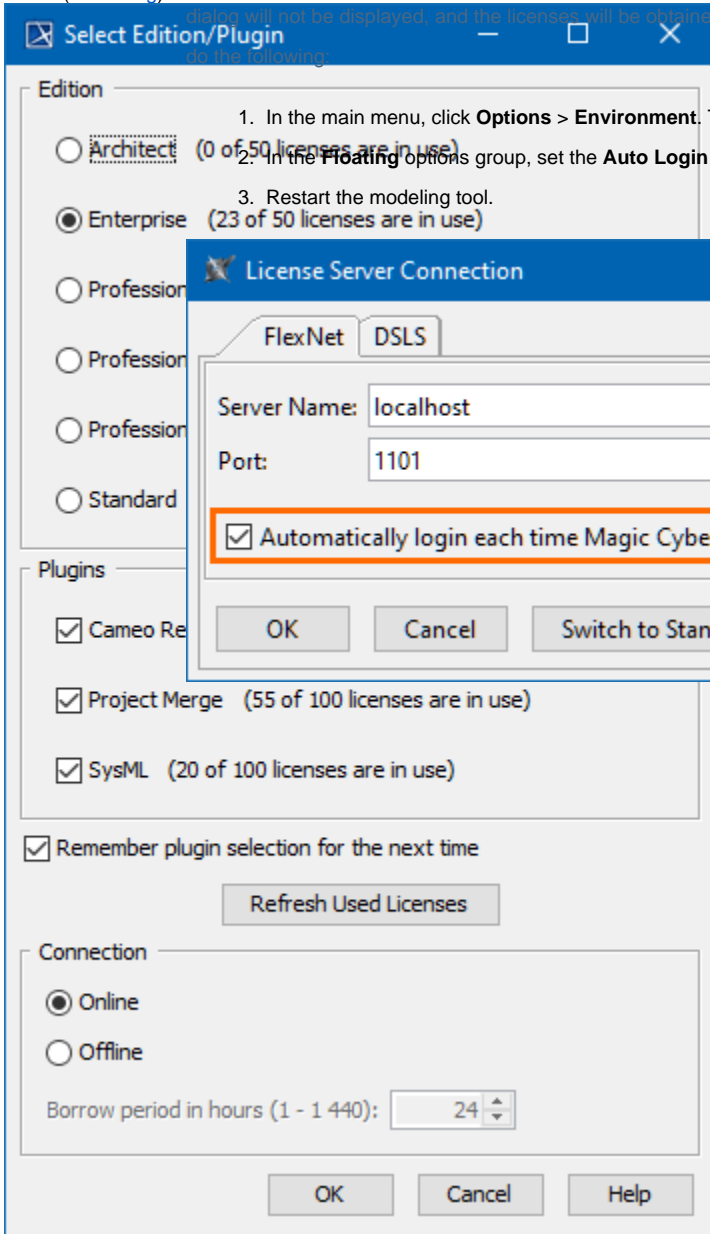 dialog will not be displayed, and the licenses will be obtaine
Select Edition/Plugin
do the following:
Edition
1. In the main menu, click Options > Environment.
Architect (0 of 50 licenses are in use)
2. In the Floating options group, set the Auto Login
3. Restart the modeling tool.
Enterprise (23 of 50 licenses are in use)
License Server Connection
Profession
FlexNet DSLS
Profession
Server Name: localhost
Profession
Port: 1101
Standard
Automatically login each time Magic Cybe
Plugins
Cameo Re
OK Cancel Switch to Stan
Project Merge (55 of 100 licenses are in use)
SysML (20 of 100 licenses are in use)
Remember plugin selection for the next time
Refresh Used Licenses
Connection
Online
Offline
Borrow period in hours (1 - 1 440): 24
OK Cancel Help